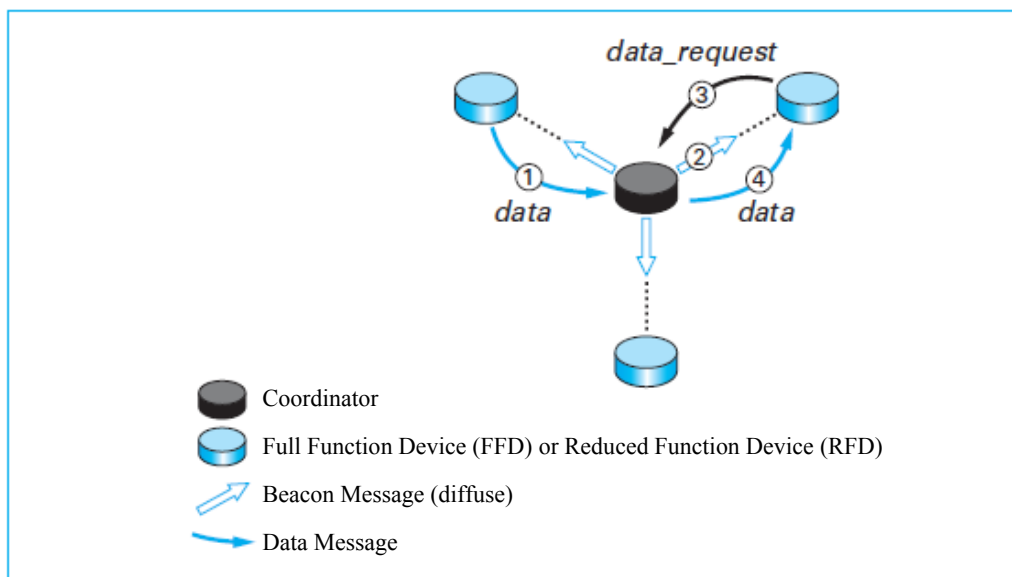 data_request
③
②
①
④
data
data
Coordinator
Full Function Device (FFD) or Reduced Function Device (RFD)
Beacon Message (diffuse)
Data Message